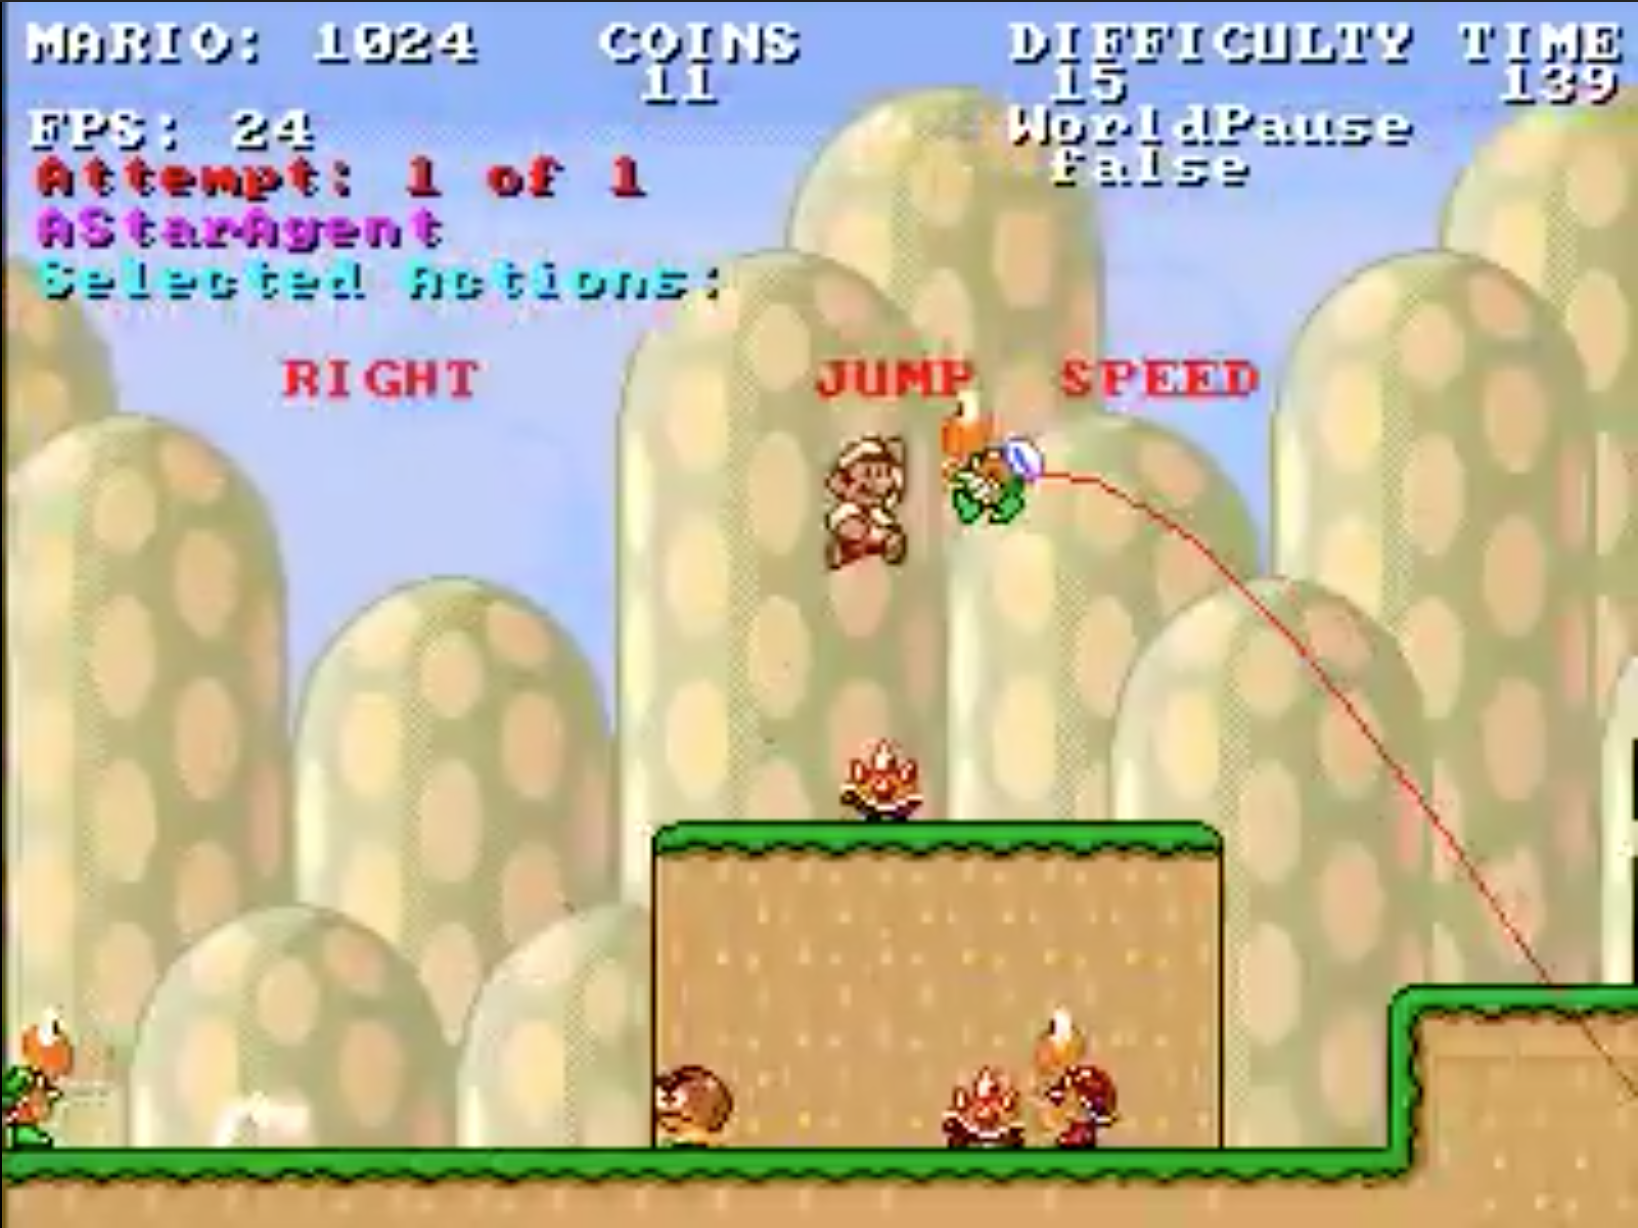 MARIO: 1024 COINS DIFFICULTY TIME
11 15 139
FPS: 24 WorldPause
false
Attempt: 1 of 1
AStarAgent
Selected Actions:
RIGHT JUMP SPEED